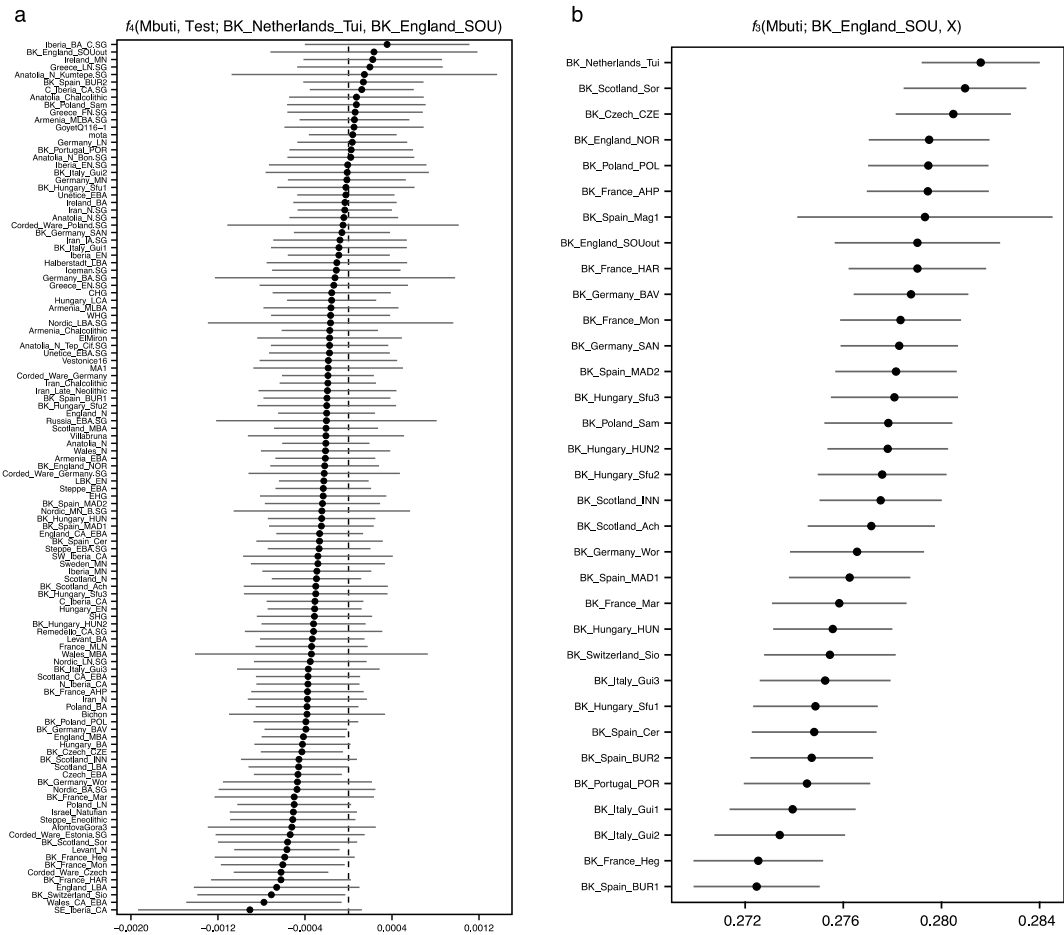 a
f4(Mbuti, Test; BK_Netherlands_Tui, BK_England_SOU)
Iberia_BA_C.SG
BK_England_SOUout
Ireland_MN
Greece_LN.SG
Anatolia_N_Kumtepe.SG
BK_Spain_BUR2
C_Iberia_CA.SG
Anatolia_Chalcolithic
BK_Poland_Sam
Greece_FN.SG
Armenia_MLBA.SG
GoyetQ116-1
mota
Germany_LN
BK_Portugal_POR
Anatolia_N_Bon.SG
Iberia_EN.SG
BK_Italy_Gui2
Germany_MN
BK_Hungary_Sfu1
Unetice_EBA
Ireland_BA
Iran_N.SG
Anatolia_N.SG
Corded_Ware_Poland.SG
BK_Germany_SAN
Iran_IA.SG
BK_Italy_Gui1
Iberia_EN
Halberstadt_LBA
Iceman.SG
Germany_BA.SG
Greece_EN.SG
CHG
Hungary_LCA
Armenia_MLBA
WHG
Nordic_LBA.SG
Armenia_Chalcolithic
ElMiron
Anatolia_N_Tep_Cif.SG
Unetice_EBA.SG
Vestonice16
MA1
Corded_Ware_Germany
Iran_Chalcolithic
Iran_Late_Neolithic
BK_Spain_BUR1
BK_Hungary_Sfu2
England_N
Russia_EBA.SG
Scotland_MBA
Villabruna
Anatolia_N
Wales_N
Armenia_EBA
BK_England_NOR
Corded_Ware_Germany.SG
LBK_EN
Steppe_EBA
EHG
BK_Spain_MAD2
Nordic_MN_B.SG
BK_Hungary_HUN
BK_Spain_MAD1
England_CA_EBA
BK_Spain_Cer
Steppe_EBA.SG
SW_Iberia_CA
Sweden_MN
Iberia_MN
Scotland_N
BK_Scotland_Ach
BK_Hungary_Sfu3
C_Iberia_CA
Hungary_EN
SHG
BK_Hungary_HUN2
Remedello_CA.SG
Levant_BA
France_MLN
Wales_MBA
Nordic_LN.SG
BK_Italy_Gui3
Scotland_CA_EBA
N_Iberia_CA
BK_France_AHP
Iran_N
Poland_BA
Bichon
BK_Poland_POL
BK_Germany_BAV
England_MBA
Hungary_BA
BK_Czech_CZE
BK_Scotland_INN
Scotland_LBA
Czech_EBA
BK_Germany_Wor
Nordic_BA.SG
BK_France_Mar
Poland_LN
Israel_Natufian
Steppe_Eneolithic
AfontovaGora3
Corded_Ware_Estonia.SG
BK_Scotland_Sor
Levant_N
BK_France_Heg
BK_France_Mon
Corded_Ware_Czech
BK_France_HAR
England_LBA
BK_Switzerland_Sio
Wales_CA_EBA
SE_Iberia_CA
-0.0020 -0.0012 -0.0004 0.0004 0.0012
b
f3(Mbuti; BK_England_SOU, X)
BK_Netherlands_Tui
BK_Scotland_Sor
BK_Czech_CZE
BK_England_NOR
BK_Poland_POL
BK_France_AHP
BK_Spain_Mag1
BK_England_SOUout
BK_France_HAR
BK_Germany_BAV
BK_France_Mon
BK_Germany_SAN
BK_Spain_MAD2
BK_Hungary_Sfu3
BK_Poland_Sam
BK_Hungary_HUN2
BK_Hungary_Sfu2
BK_Scotland_INN
BK_Scotland_Ach
BK_Germany_Wor
BK_Spain_MAD1
BK_France_Mar
BK_Hungary_HUN
BK_Switzerland_Sio
BK_Italy_Gui3
BK_Hungary_Sfu1
BK_Spain_Cer
BK_Spain_BUR2
BK_Portugal_POR
BK_Italy_Gui1
BK_Italy_Gui2
BK_France_Heg
BK_Spain_BUR1
0.272 0.276 0.280 0.284